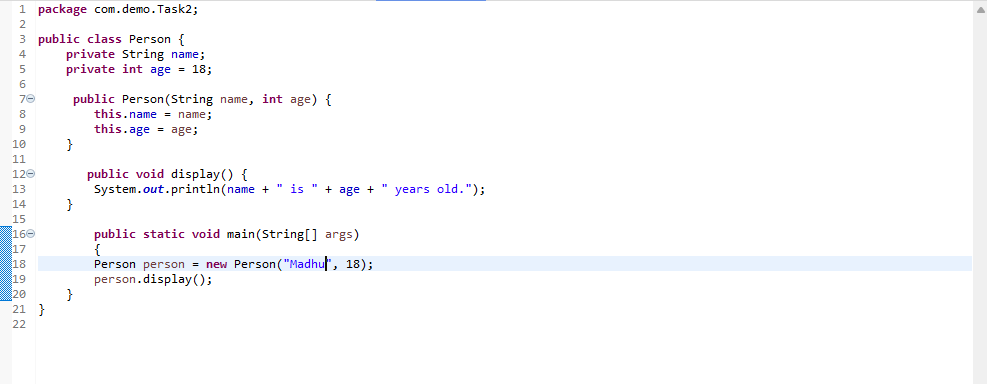 1 package com.demo.Task2;
2
3 public class Person {
4     private String name;
5     private int age = 18;
6
7      public Person(String name, int age) {
8         this.name = name;
9         this.age = age;
10     }
11
12        public void display() {
13         System.out.println(name + " is " + age + " years old.");
14     }
15
16         public static void main(String[] args)
17         {
18         Person person = new Person("Madhu", 18);
19         person.display();
20     }
21 }
22